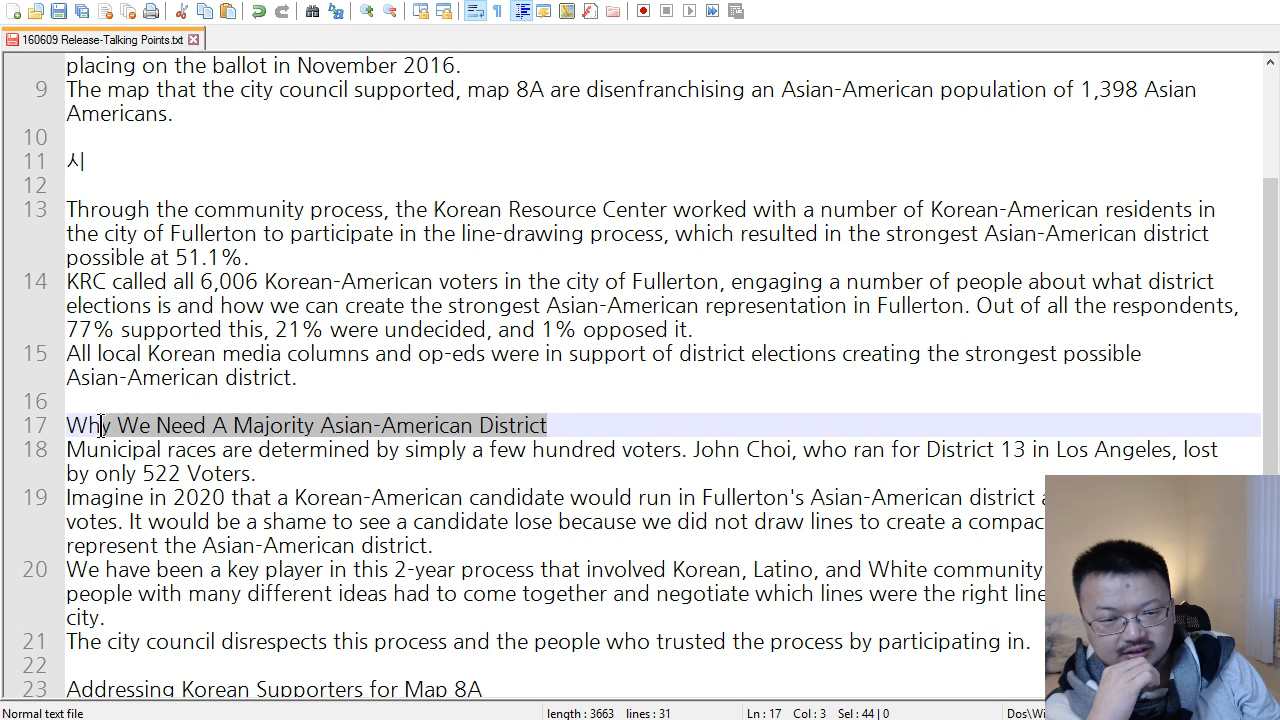 160609 Release-Talking Points.txt
placing on the ballot in November 2016.
9 The map that the city council supported, map 8A are disenfranchising an Asian-American population of 1,398 Asian
Americans.
10
11 시
12
13 Through the community process, the Korean Resource Center worked with a number of Korean-American residents in
the city of Fullerton to participate in the line-drawing process, which resulted in the strongest Asian-American district
possible at 51.1%.
14 KRC called all 6,006 Korean-American voters in the city of Fullerton, engaging a number of people about what district
elections is and how we can create the strongest Asian-American representation in Fullerton. Out of all the respondents,
77% supported this, 21% were undecided, and 1% opposed it.
15 All local Korean media columns and op-eds were in support of district elections creating the strongest possible
Asian-American district.
16
17 Why We Need A Majority Asian-American District
18 Municipal races are determined by simply a few hundred voters. John Choi, who ran for District 13 in Los Angeles, lost
by only 522 Voters.
19 Imagine in 2020 that a Korean-American candidate would run in Fullerton's Asian-American district
votes. It would be a shame to see a candidate lose because we did not draw lines to create a
represent the Asian-American district.
20 We have been a key player in this 2-year process that involved Korean, Latino, and White community
people with many different ideas had to come together and negotiate which lines were the right
city.
21 The city council disrespects this process and the people who trusted the process by participating in.
22
23 Addressing Korean Supporters for Map 8A
Normal text file length : 3663 lines : 31 Ln : 17 Col : 3 Sel : 44 | 0